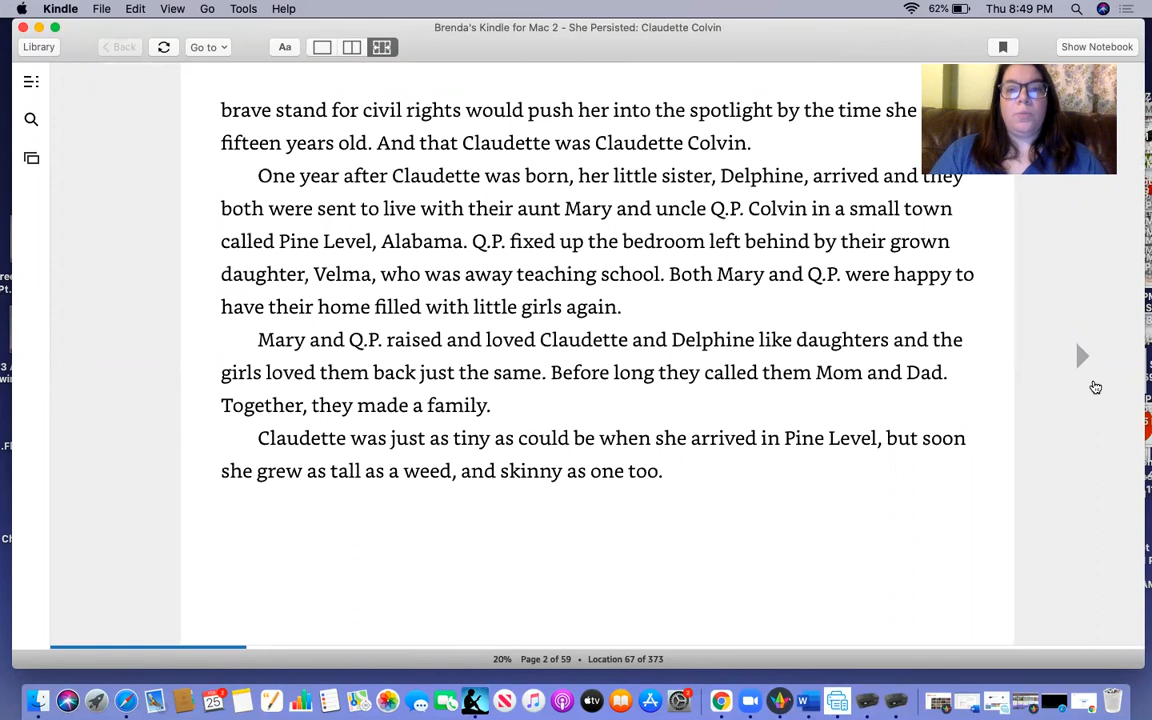 Kindle File Edit View Go Tools Help 62% Thu 8:49 PM
Brenda's Kindle for Mac 2 - She Persisted: Claudette Colvin
Library Back Go to Aa Show Notebook
brave stand for civil rights would push her into the spotlight by the time she
fifteen years old. And that Claudette was Claudette Colvin.
One year after Claudette was born, her little sister, Delphine, arrived and they
both were sent to live with their aunt Mary and uncle Q.P. Colvin in a small town
called Pine Level, Alabama. Q.P. fixed up the bedroom left behind by their grown
daughter, Velma, who was away teaching school. Both Mary and Q.P. were happy to
have their home filled with little girls again.
Mary and Q.P. raised and loved Claudette and Delphine like daughters and the
girls loved them back just the same. Before long they called them Mom and Dad.
Together, they made a family.
Claudette was just as tiny as could be when she arrived in Pine Level, but soon
she grew as tall as a weed, and skinny as one too.
20% Page 2 of 59 • Location 67 of 373
25